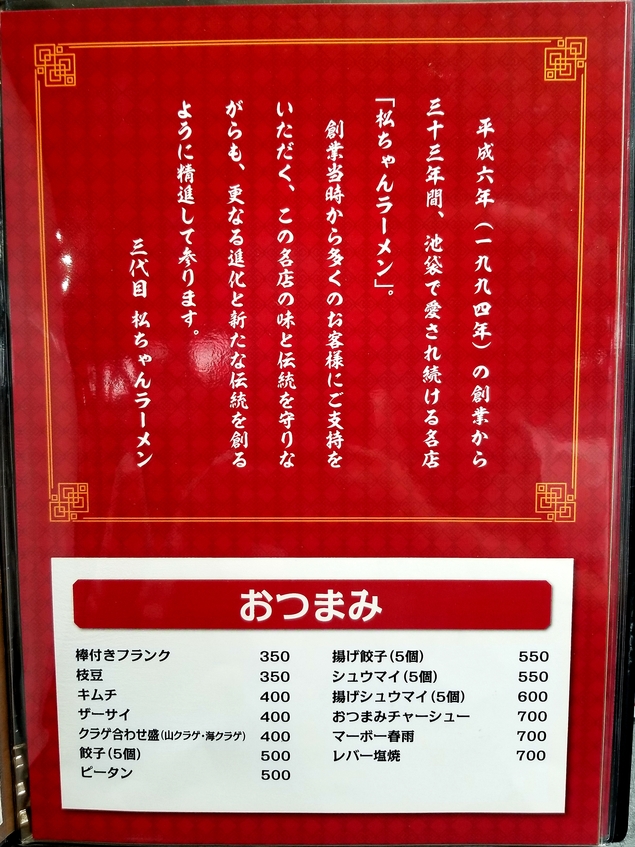 平成六年（一九九四年）の創業から
三十三年間、池袋で愛され続ける名店
「松ちゃんラーメン」。
創業当時から多くのお客様にご支持を
いただく、この名店の味と伝統を守りな
がらも、更なる進化と新たな伝統を創る
ように精進して参ります。
三代目 松ちゃんラーメン
おつまみ
棒付きフランク 350
枝豆 350
キムチ 400
ザーサイ 400
クラゲ合わせ盛(山クラゲ・海クラゲ) 400
餃子(5個) 500
ピータン 500
揚げ餃子(5個) 550
シュウマイ(5個) 550
揚げシュウマイ(5個) 600
おつまみチャーシュー 700
マーボー春雨 700
レバー塩焼 700